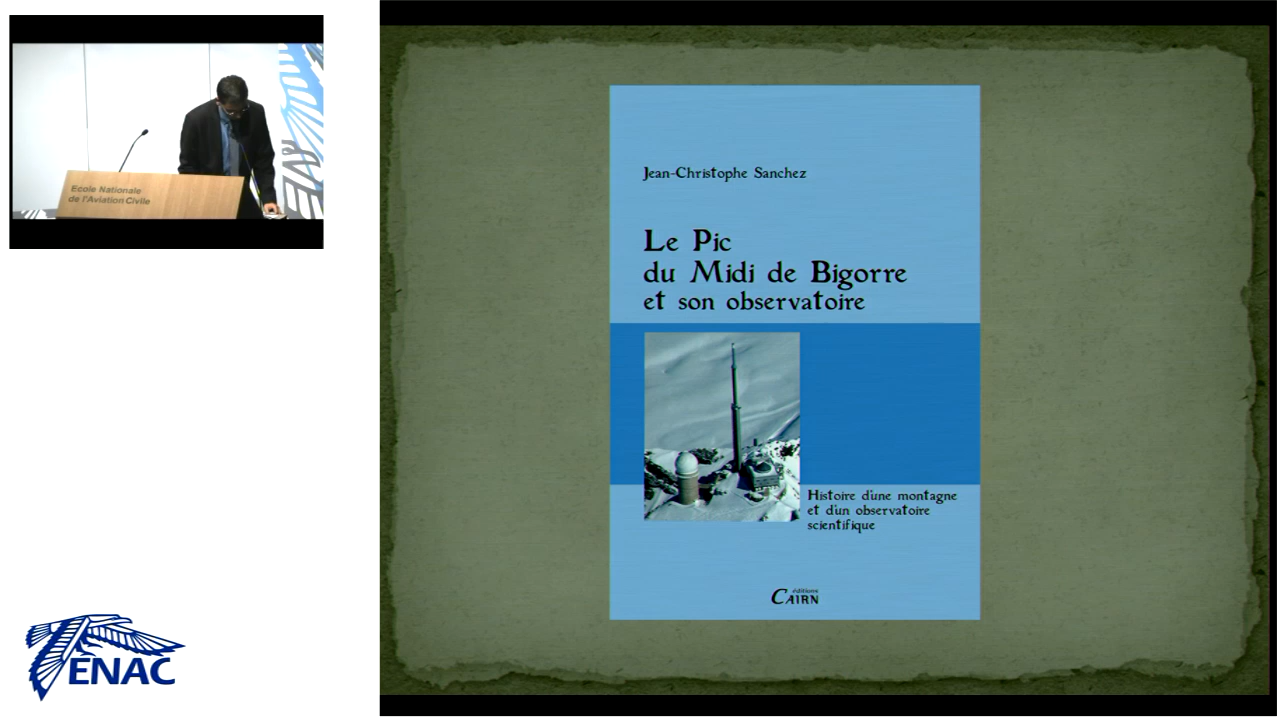 Ecole Nationale
de l'Aviation Civile
ENAC
Jean-Christophe Sanchez
Le Pic
du Midi de Bigorre
et son observatoire
Histoire d'une montagne
et d'un observatoire
scientifique
éditions
CAIRN